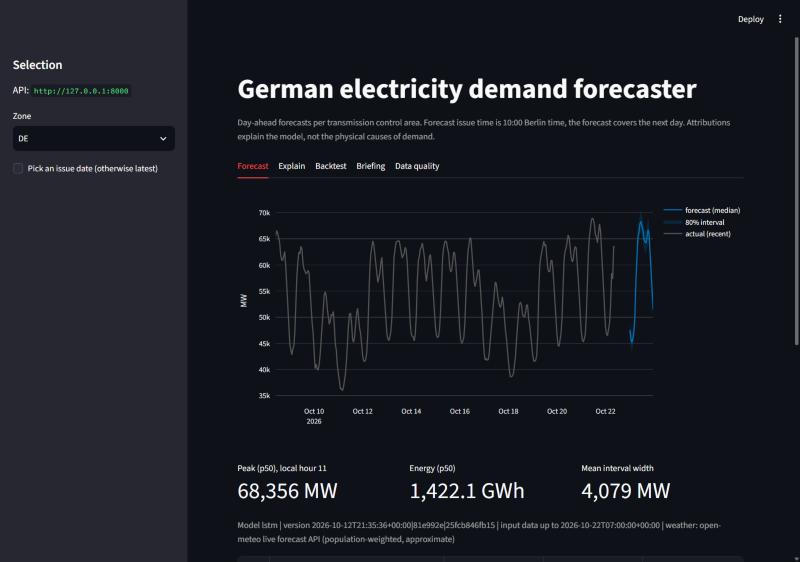 Deploy
Selection
API: http://127.0.0.1:8000
Zone
DE
Pick an issue date (otherwise latest)
German electricity demand forecaster
Day-ahead forecasts per transmission control area. Forecast issue time is 10:00 Berlin time, the forecast covers the next day. Attributions
explain the model, not the physical causes of demand.
Forecast Explain Backtest Briefing Data quality
forecast (median)
80% interval
actual (recent)
70k
65k
60k
55k
50k
45k
40k
35k
MW
Oct 10 Oct 12 Oct 14 Oct 16 Oct 18 Oct 20 Oct 22
2026
Peak (p50), local hour 11 Energy (p50) Mean interval width
68,356 MW 1,422.1 GWh 4,079 MW
Model lstm | version 2026-10-12T21:35:36+00:00|81e992e|25fcb846fb15 | input data up to 2026-10-22T07:00:00+00:00 | weather: open-
meteo live forecast API (population-weighted, approximate)